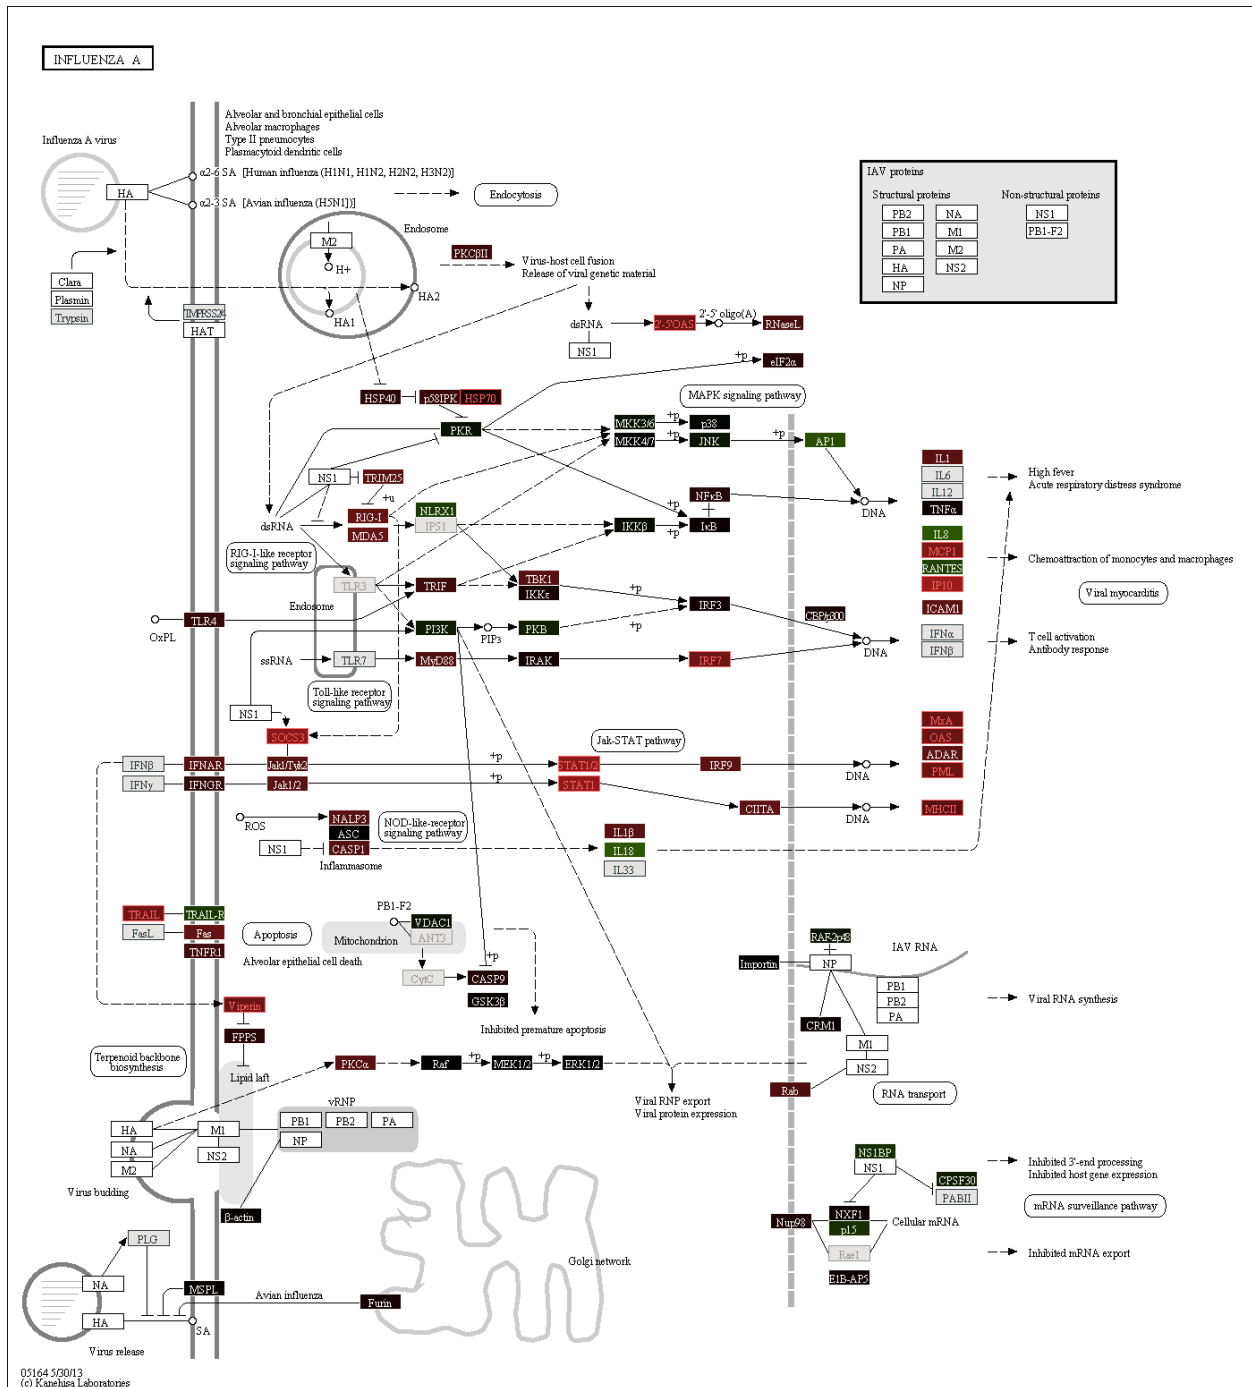 INFLUENZA A
Alveolar and bronchial epithelial cells
Alveolar macrophages
Type II pneumocytes
Plasmacytoid dendritic cells
Influenza A virus
HA
α2-6 SA [Human influenza (H1N1, H1N2, H2N2, H3N2)]
α2-3 SA [Avian influenza (H5N1])
Endocytosis
IAV proteins
Structural proteins
Non-structural proteins
PB2
NA
NS1
PB1
M1
PB1-F2
PA
M2
HA
NS2
NP
Endosome
M2
H+
HA2
HA1
PKCβII
Virus-host cell fusion
Release of viral genetic material
Clara
Plasmin
Trypsin
HAT
dsRNA
NS1
2'-5'OAS
2'-5' oligo(A)
RNaseL
+p
eIF2α
HSP40
p58IPK
HSP70
MAPK signaling pathway
PKR
MKK3/6
+p
p38
MKK4/7
+p
JNK
+p
AP1
NS1
TRIM25
+u
dsRNA
RIG-I
MDA5
NLRX1
IPS1
RIG-I-like receptor
signaling pathway
IKKβ
+p
NFκB
IκB
DNA
IL1
IL6
IL12
TNFα
High fever
Acute respiratory distress syndrome
IL8
MCP1
RANTES
IP10
Chemoattraction of monocytes and macrophages
Viral myocarditis
ICAM1
IFNα
IFNβ
T cell activation
Antibody response
TLR3
Endosome
TRIF
TBK1
IKKε
+p
IRF3
CBP/p300
OxPL
TLR4
PI3K
PIP3
PKB
+p
DNA
ssRNA
TLR7
MyD88
IRAK
IRF7
Toll-like receptor
signaling pathway
NS1
SOCS3
IFNβ
IFNAR
Jak1/Tyk2
+p
STAT1/2
Jak-STAT pathway
IRF9
DNA
MxA
OAS
ADAR
PML
IFNγ
IFNGR
Jak1/2
+p
STAT1
CIITA
DNA
MHCII
ROS
NALP3
ASC
NS1
CASP1
Inflammasome
NOD-like-receptor
signaling pathway
IL1β
IL18
IL33
TRAIL
TRAIL-R
FasL
Fas
TNFR1
Apoptosis
PB1-F2
VDAC1
ANT3
Mitochondrion
Alveolar epithelial cell death
CytC
+p
CASP9
GSK3β
Inhibited premature apoptosis
RAF-2p48
Importin
NP
IAV RNA
PB1
PB2
PA
Viral RNA synthesis
CRM1
M1
NS2
Rab
RNA transport
Viperin
FPPS
Terpenoid backbone
biosynthesis
Lipid laft
PKCα
Raf
+p
MEK1/2
+p
ERK1/2
Viral RNP export
Viral protein expression
vRNP
HA
M1
PB1
PB2
PA
NA
NS2
NP
M2
Virus budding
β-actin
NS1BP
NS1
CPSF30
PABII
Inhibited 3'-end processing
Inhibited host gene expression
mRNA surveillance pathway
Nup98
NXF1
p15
Cellular mRNA
Rae1
E1B-AP5
Inhibited mRNA export
Golgi network
PLG
NA
MSPL
Avian influenza
Furin
HA
SA
Virus release
05164 5/30/13
(c) Kanehisa Laboratories